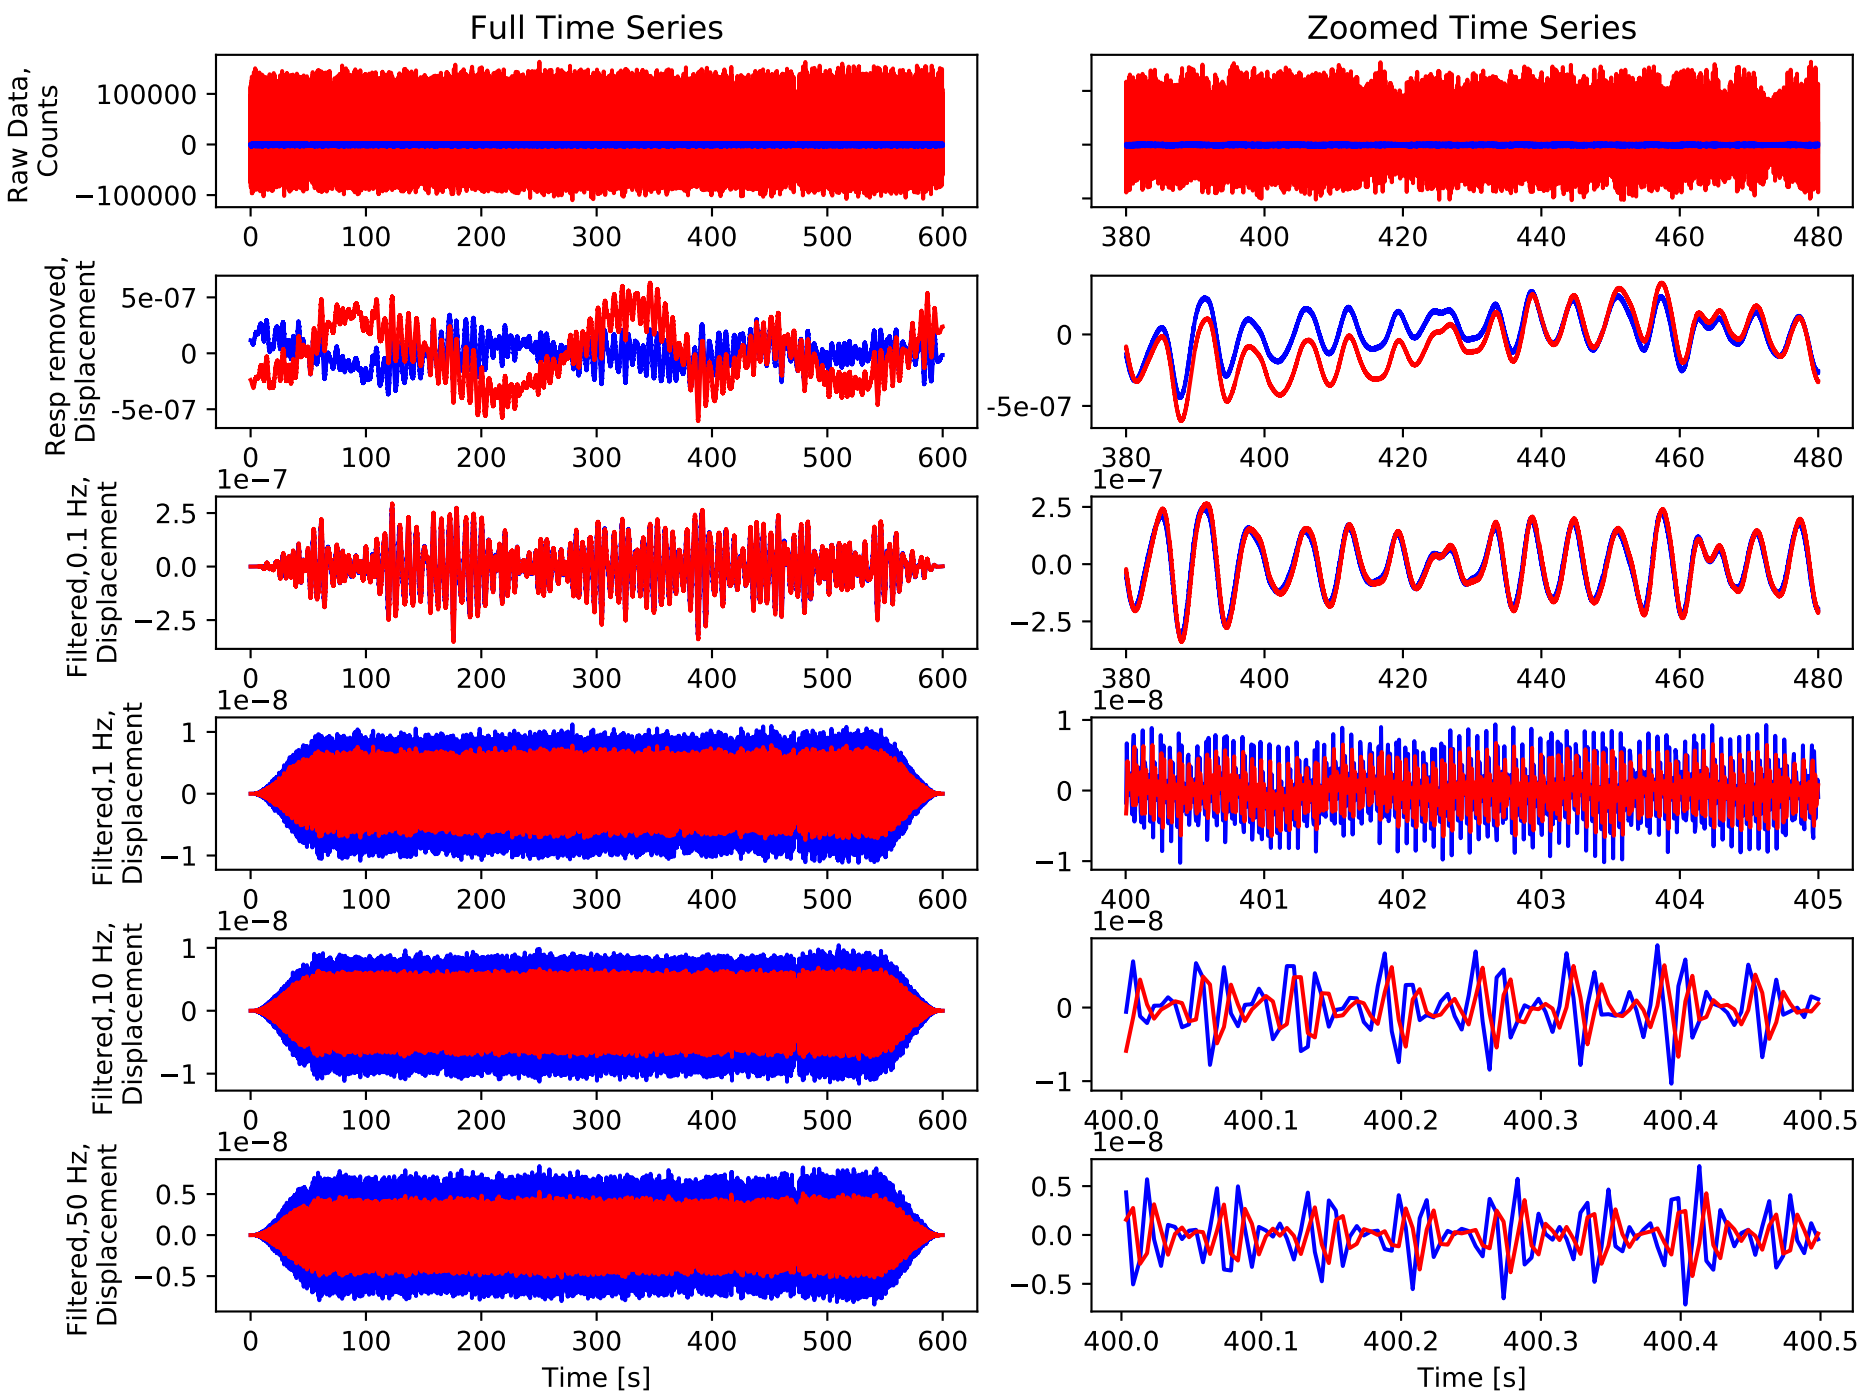 Full Time Series
Zoomed Time Series
Raw Data,
Counts
100000
0
−100000
0 100 200 300 400 500 600
380 400 420 440 460 480
Resp removed,
Displacement
5e-07
0
-5e-07
0 100 200 300 400 500 600
0
-5e-07
380 400 420 440 460 480
Filtered,0.1 Hz,
Displacement
1e−7
2.5
0.0
−2.5
0 100 200 300 400 500 600
1e−7
2.5
0.0
−2.5
380 400 420 440 460 480
Filtered,1 Hz,
Displacement
1e−8
1
0
−1
0 100 200 300 400 500 600
1e−8
1
0
−1
400 401 402 403 404 405
Filtered,10 Hz,
Displacement
1e−8
1
0
−1
0 100 200 300 400 500 600
1e−8
0
−1
400.0 400.1 400.2 400.3 400.4 400.5
Filtered,50 Hz,
Displacement
1e−8
0.5
0.0
−0.5
0 100 200 300 400 500 600
Time [s]
1e−8
0.5
0.0
−0.5
400.0 400.1 400.2 400.3 400.4 400.5
Time [s]